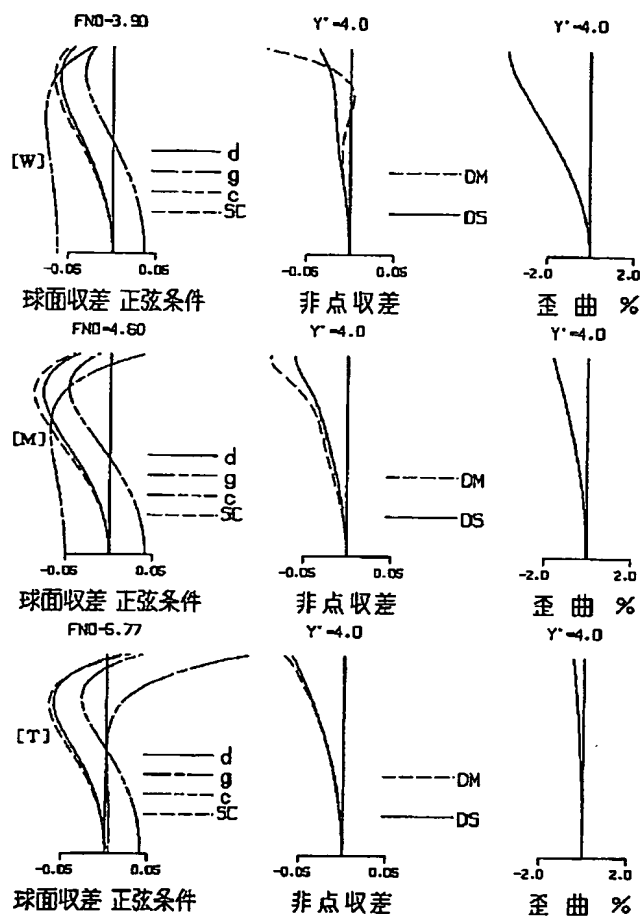 FNO=3.90 Y'=4.0 Y'=4.0
[W]
d
g
c
SC
DM
DS
-0.05 0.05 -0.05 0.05 -2.0 2.0
球面収差 正弦条件 非点収差 歪曲 %
FNO=4.60 Y'=4.0 Y'=4.0
[M]
d
g
c
SC
DM
DS
-0.05 0.05 -0.05 0.05 -2.0 2.0
球面収差 正弦条件 非点収差 歪曲 %
FNO=5.77 Y'=4.0 Y'=4.0
[T]
d
g
c
SC
DM
DS
-0.05 0.05 -0.05 0.05 -2.0 2.0
球面収差 正弦条件 非点収差 歪曲 %